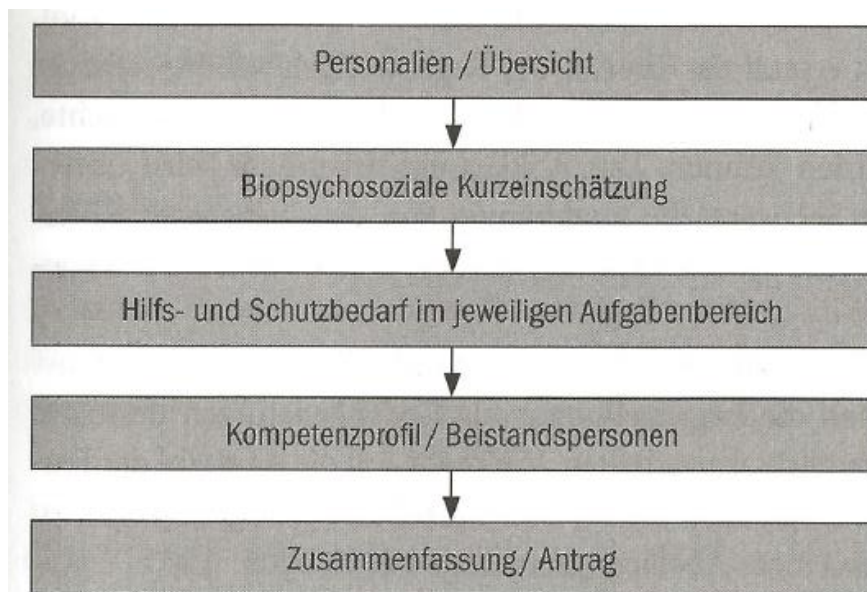 Personalien / Übersicht
Biopsychosoziale Kurzeinschätzung
Hilfs- und Schutzbedarf im jeweiligen Aufgabenbereich
Kompetenzprofil / Beistandspersonen
Zusammenfassung / Antrag